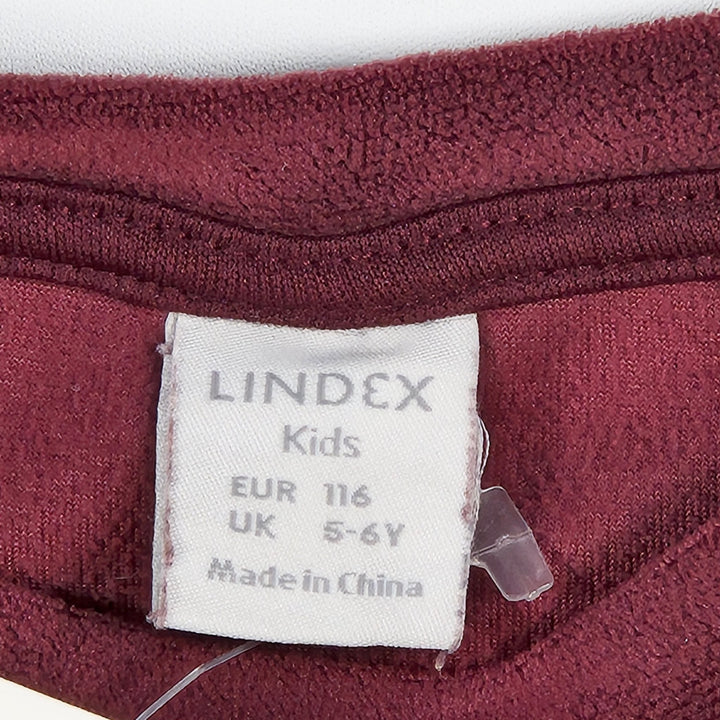 LINDEX
Kids
EUR 116
UK 5-6Y
Made in China